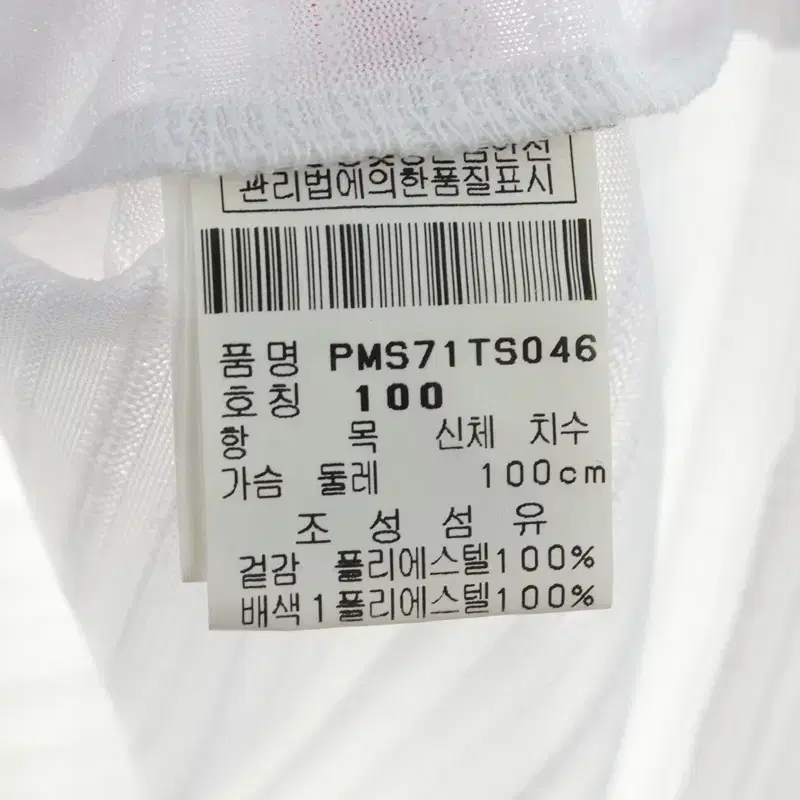 관리법에의한품질표시
품명 PMS71TS046
호칭 100
항 목 신체 치수
가슴 둘레 100cm
조성섬유
겉감 폴리에스텔100%
배색1폴리에스텔100%